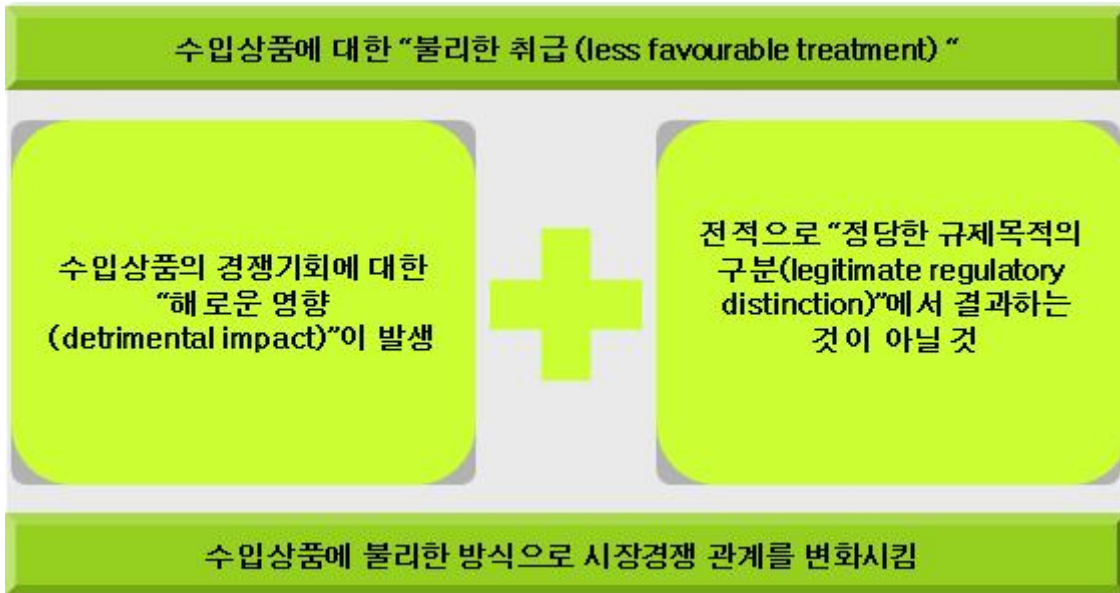 수입상품에 대한 “불리한 취급 (less favourable treatment) “
수입상품의 경쟁기회에 대한
“해로운 영향
(detrimental impact)”이 발생
전적으로 “정당한 규제목적의
구분(legitimate regulatory
distinction)”에서 결과하는
것이 아닐 것
수입상품에 불리한 방식으로 시장경쟁 관계를 변화시킴